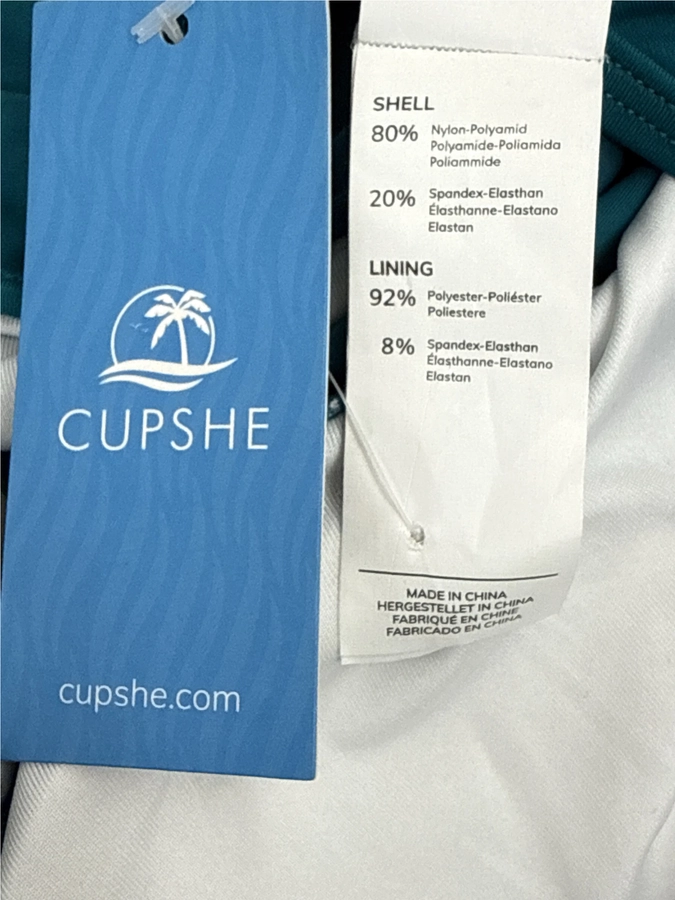 CUPSHE
cupshe.com
SHELL
80% Nylon-Polyamid
Polyamide-Poliamida
Poliammide
20% Spandex-Elasthan
Élasthanne-Elastano
Elastan
LINING
92% Polyester-Poliéster
Poliestere
8% Spandex-Elasthan
Élasthanne-Elastano
Elastan
MADE IN CHINA
HERGESTELLET IN CHINA
FABRIQUÉ EN CHINE
FABRICADO EN CHINA